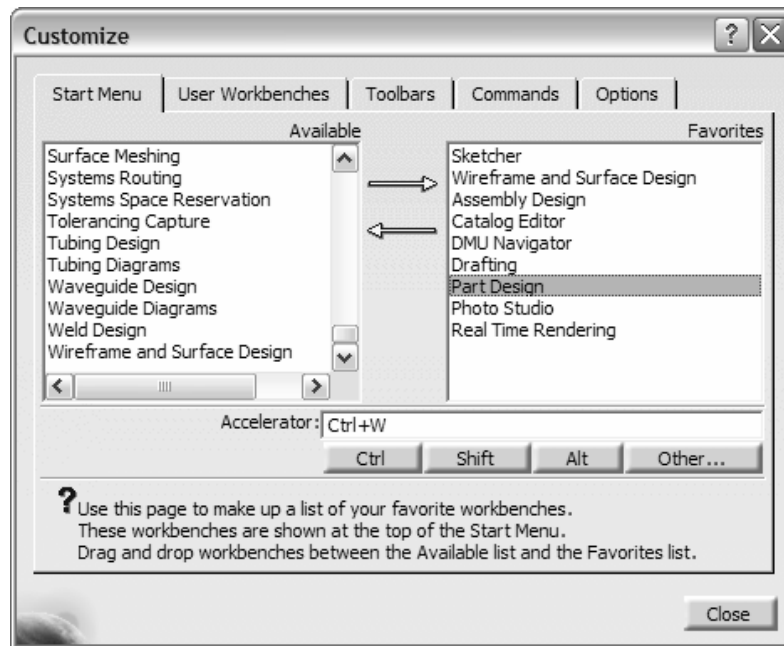 Customize
?
X
Start Menu
User Workbenches
Toolbars
Commands
Options
Available
Favorites
Surface Meshing
Systems Routing
Systems Space Reservation
Tolerancing Capture
Tubing Design
Tubing Diagrams
Waveguide Design
Waveguide Diagrams
Weld Design
Wireframe and Surface Design
Sketcher
Wireframe and Surface Design
Assembly Design
Catalog Editor
DMU Navigator
Drafting
Part Design
Photo Studio
Real Time Rendering
Accelerator: Ctrl+W
Ctrl
Shift
Alt
Other...
? Use this page to make up a list of your favorite workbenches.
These workbenches are shown at the top of the Start Menu.
Drag and drop workbenches between the Available list and the Favorites list.
Close